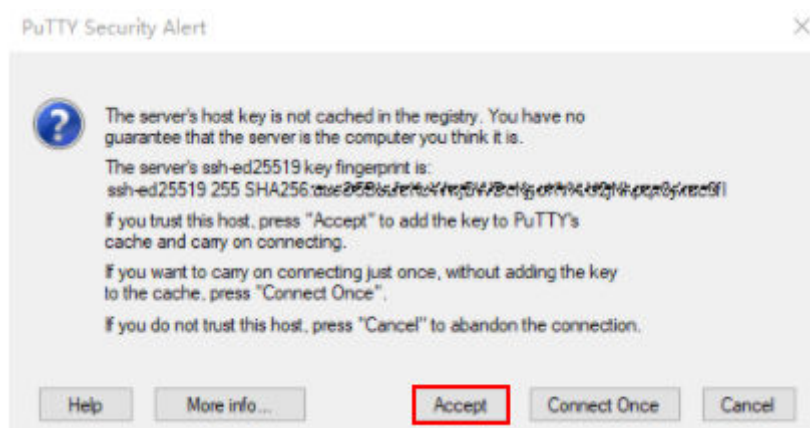 PuTTY Security Alert
The server's host key is not cached in the registry. You have no
guarantee that the server is the computer you think it is.
The server's ssh-ed25519 key fingerprint is:
ssh-ed25519 255 SHA256:
If you trust this host, press "Accept" to add the key to PuTTY's
cache and carry on connecting.
If you want to carry on connecting just once, without adding the key
to the cache, press "Connect Once".
If you do not trust this host, press "Cancel" to abandon the connection.
Help More info... Accept Connect Once Cancel